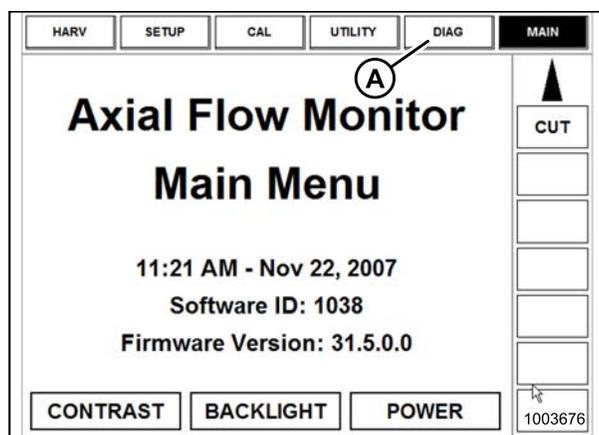 HARV SETUP CAL UTILITY DIAG MAIN
A
CUT
Axial Flow Monitor
Main Menu
11:21 AM - Nov 22, 2007
Software ID: 1038
Firmware Version: 31.5.0.0
CONTRAST BACKLIGHT POWER
1003676